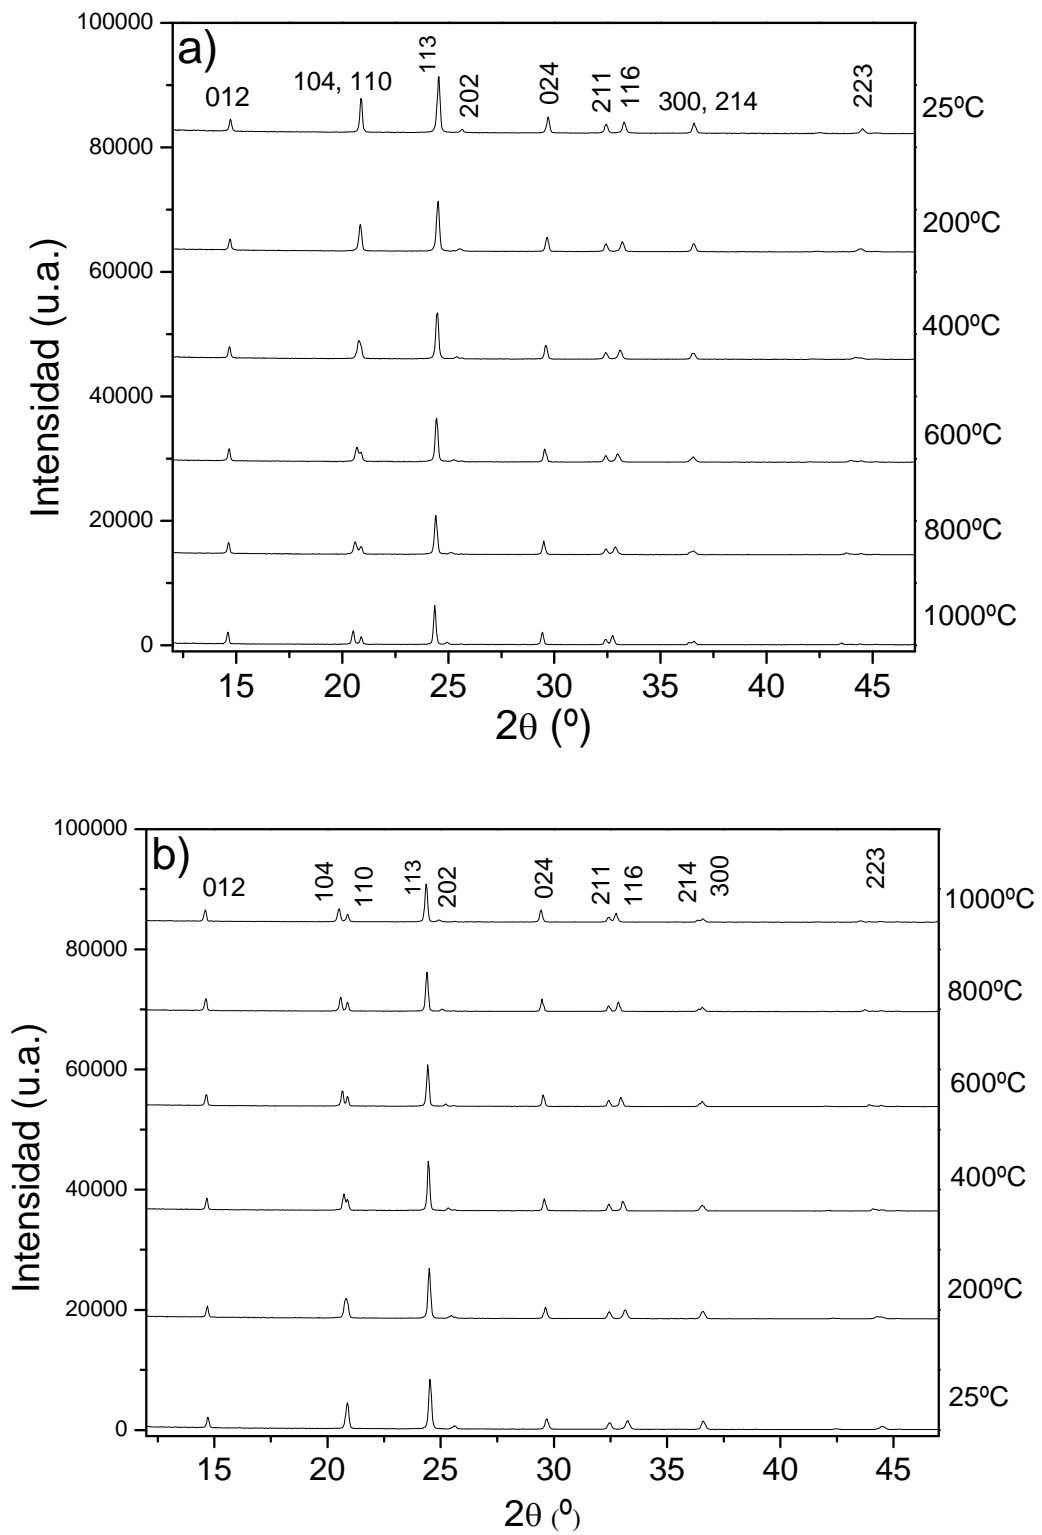 a)
100000
80000
60000
40000
20000
0
Intensidad (u.a.)
012
104, 110
113
202
024
211
116
300, 214
223
25ºC
200ºC
400ºC
600ºC
800ºC
1000ºC
15 20 25 30 35 40 45
2θ (º)
b)
100000
80000
60000
40000
20000
0
Intensidad (u.a.)
012
104
110
113
202
024
211
116
214
300
223
1000ºC
800ºC
600ºC
400ºC
200ºC
25ºC
15 20 25 30 35 40 45
2θ (º)